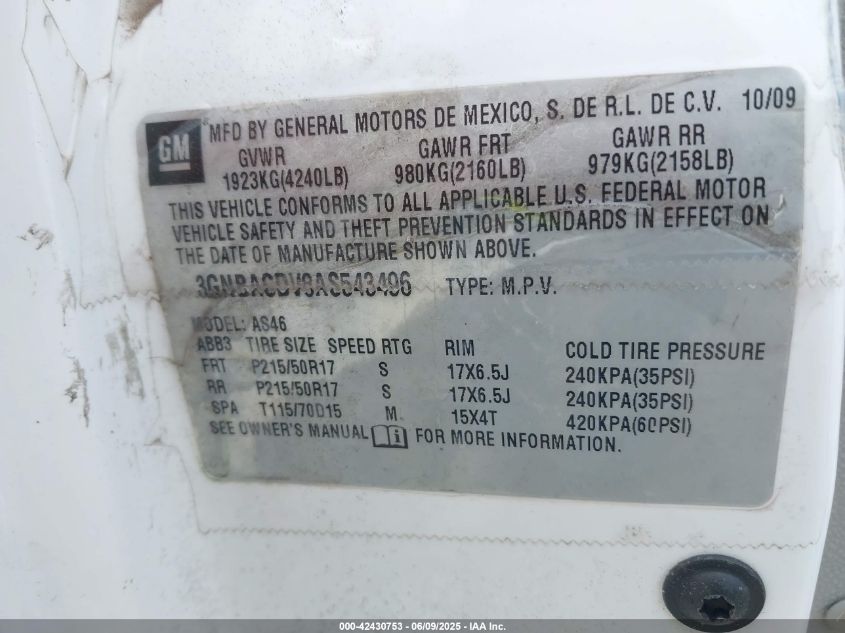 GM
MFD BY GENERAL MOTORS DE MEXICO, S. DE R.L. DE C.V. 10/09
GVWR GAWR FRT GAWR RR
1923KG(4240LB) 980KG(2160LB) 979KG(2158LB)
THIS VEHICLE CONFORMS TO ALL APPLICABLE U.S. FEDERAL MOTOR
VEHICLE SAFETY AND THEFT PREVENTION STANDARDS IN EFFECT ON
THE DATE OF MANUFACTURE SHOWN ABOVE.
3GNBACDV8AS543496 TYPE: M.P.V.
MODEL: AS46
ABB3 TIRE SIZE SPEED RTG RIM COLD TIRE PRESSURE
FRT P215/50R17 S 17X6.5J 240KPA(35PSI)
RR P215/50R17 S 17X6.5J 240KPA(35PSI)
SPA T115/70D15 M 15X4T 420KPA(60PSI)
SEE OWNER'S MANUAL i FOR MORE INFORMATION.
000-42430753 - 06/09/2025 - IAA Inc.